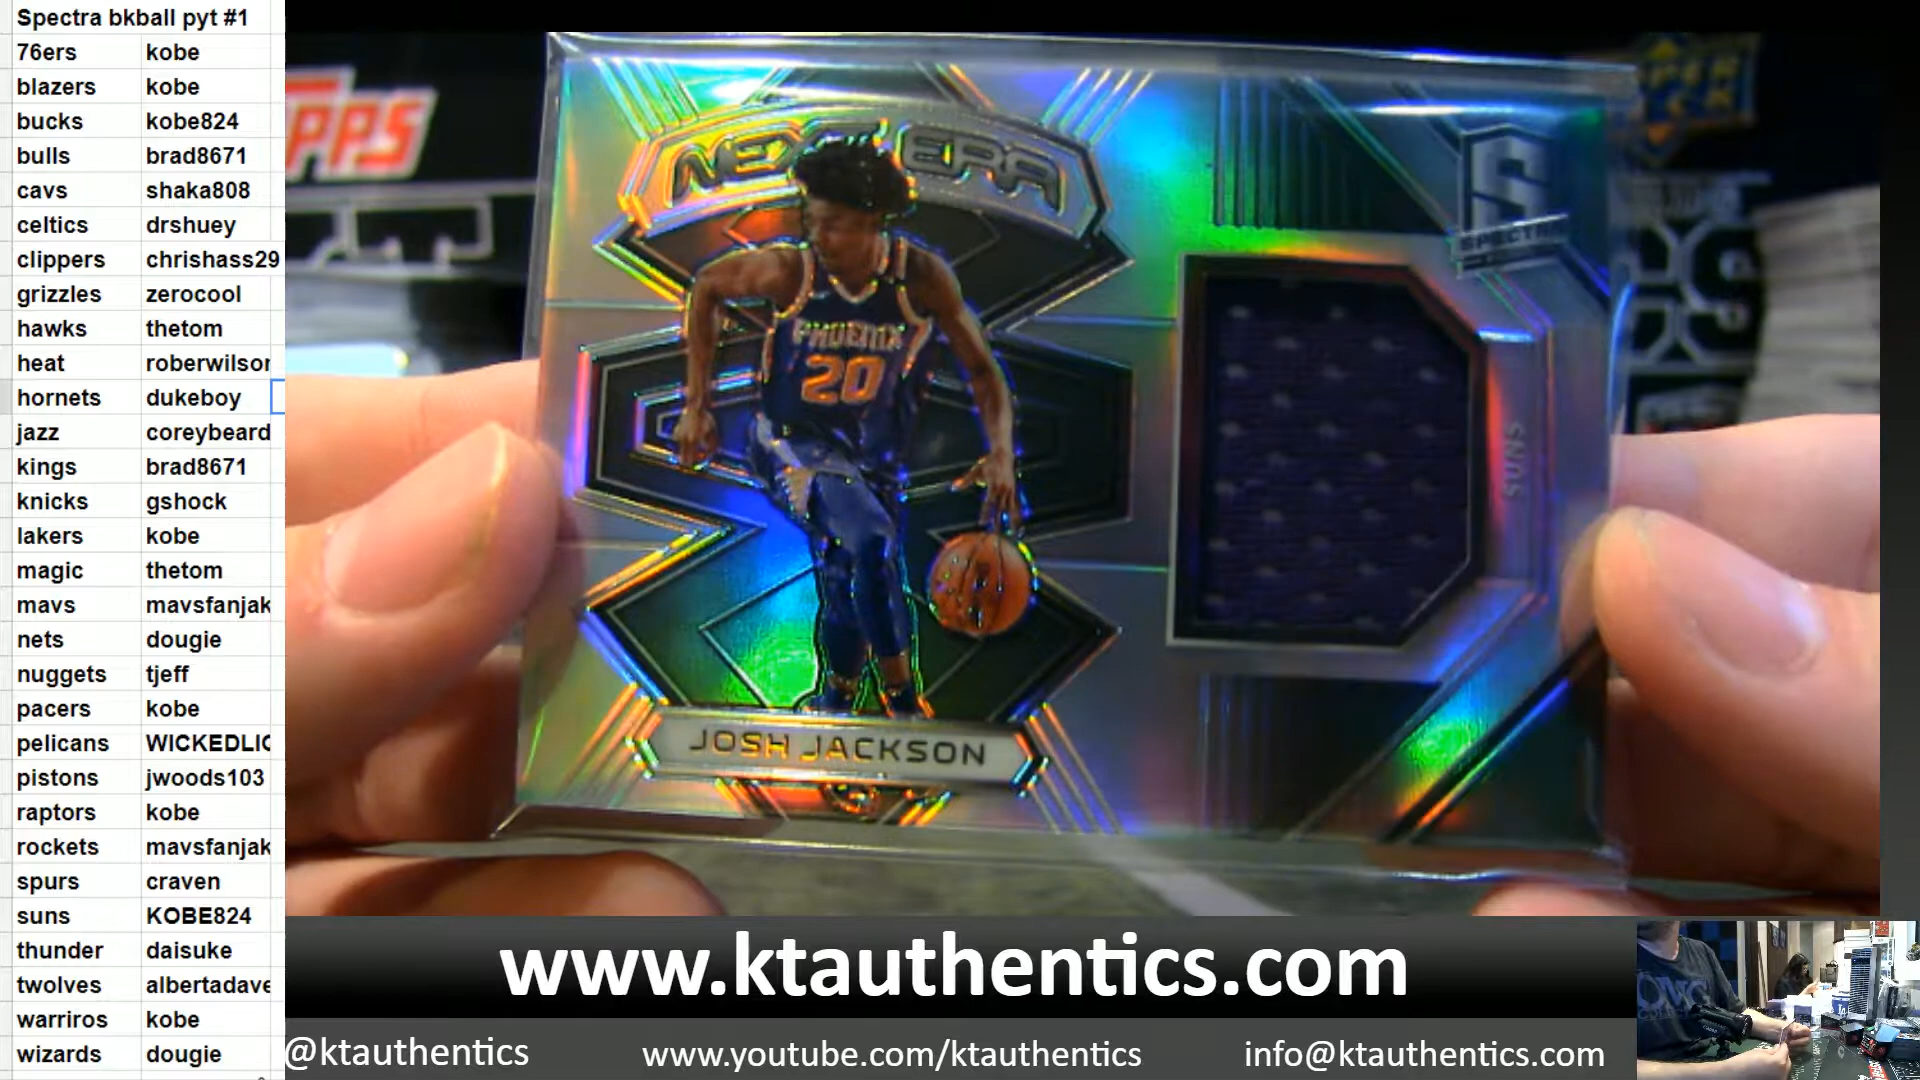 Spectra bkball pyt #1
76ers kobe
blazers kobe
bucks kobe824
bulls brad8671
cavs shaka808
celtics drshuey
clippers chrishass29
grizzles zerocool
hawks thetom
heat roberwilsor
hornets dukeboy
jazz coreybeard
kings brad8671
knicks gshock
lakers kobe
magic thetom
mavs mavsfanjak
nets dougie
nuggets tjeff
pacers kobe
pelicans WICKEDLIC
pistons jwoods103
raptors kobe
rockets mavsfanjak
spurs craven
suns KOBE824
thunder daisuke
twolves albertadave
warriros kobe
wizards dougie
NEXT ERA
S
SPECTRA
PHOENIX
20
SUNS
JOSH JACKSON
www.ktauthentics.com
@ktauthentics www.youtube.com/ktauthentics info@ktauthentics.com